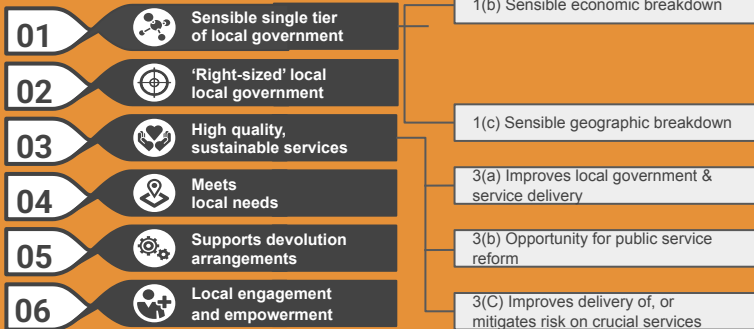 01
Sensible single tier
of local government
02
‘Right-sized’ local
local government
03
High quality,
sustainable services
04
Meets
local needs
05
Supports devolution
arrangements
06
Local engagement
and empowerment
1(b) Sensible economic breakdown
1(c) Sensible geographic breakdown
3(a) Improves local government &
service delivery
3(b) Opportunity for public service
reform
3(C) Improves delivery of, or
mitigates risk on crucial services